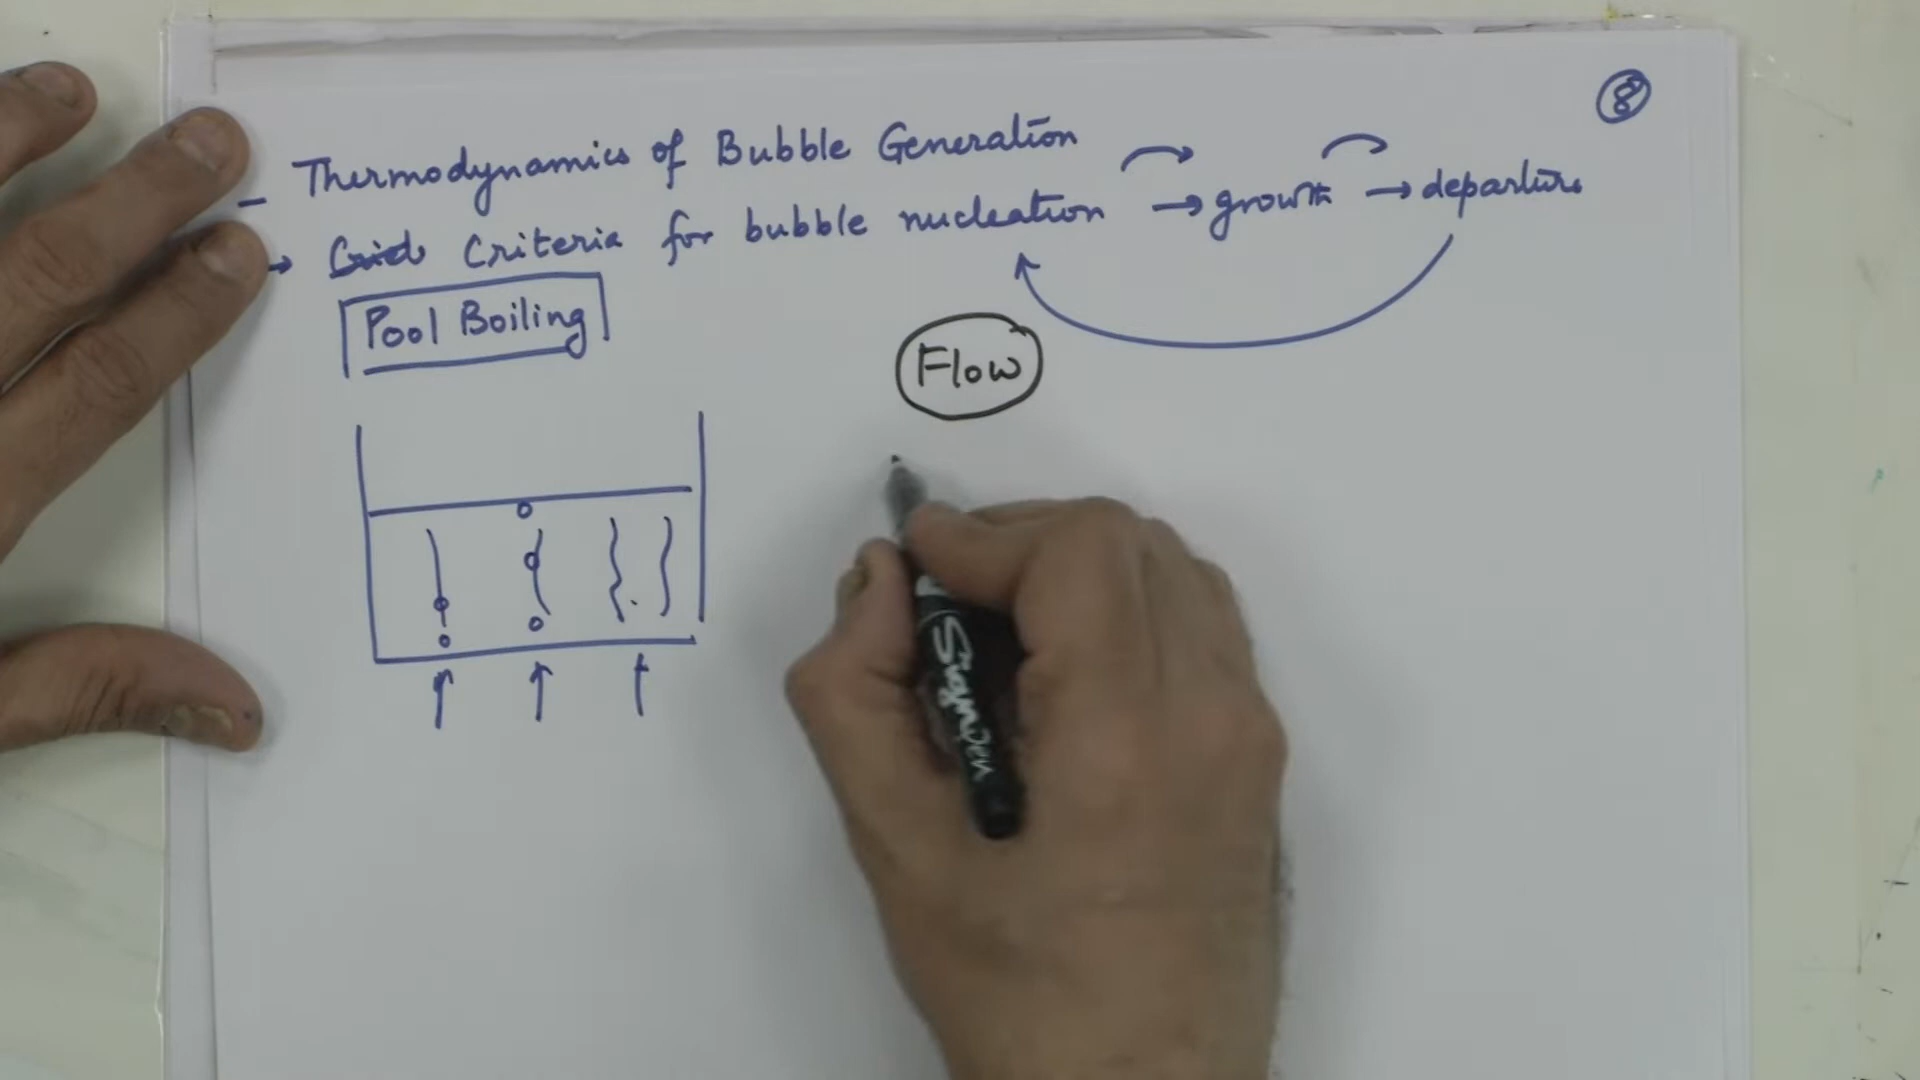 8
- Thermodynamics of Bubble Generation
→ Criteria for bubble nucleation → growth → departure
Pool Boiling
Flow